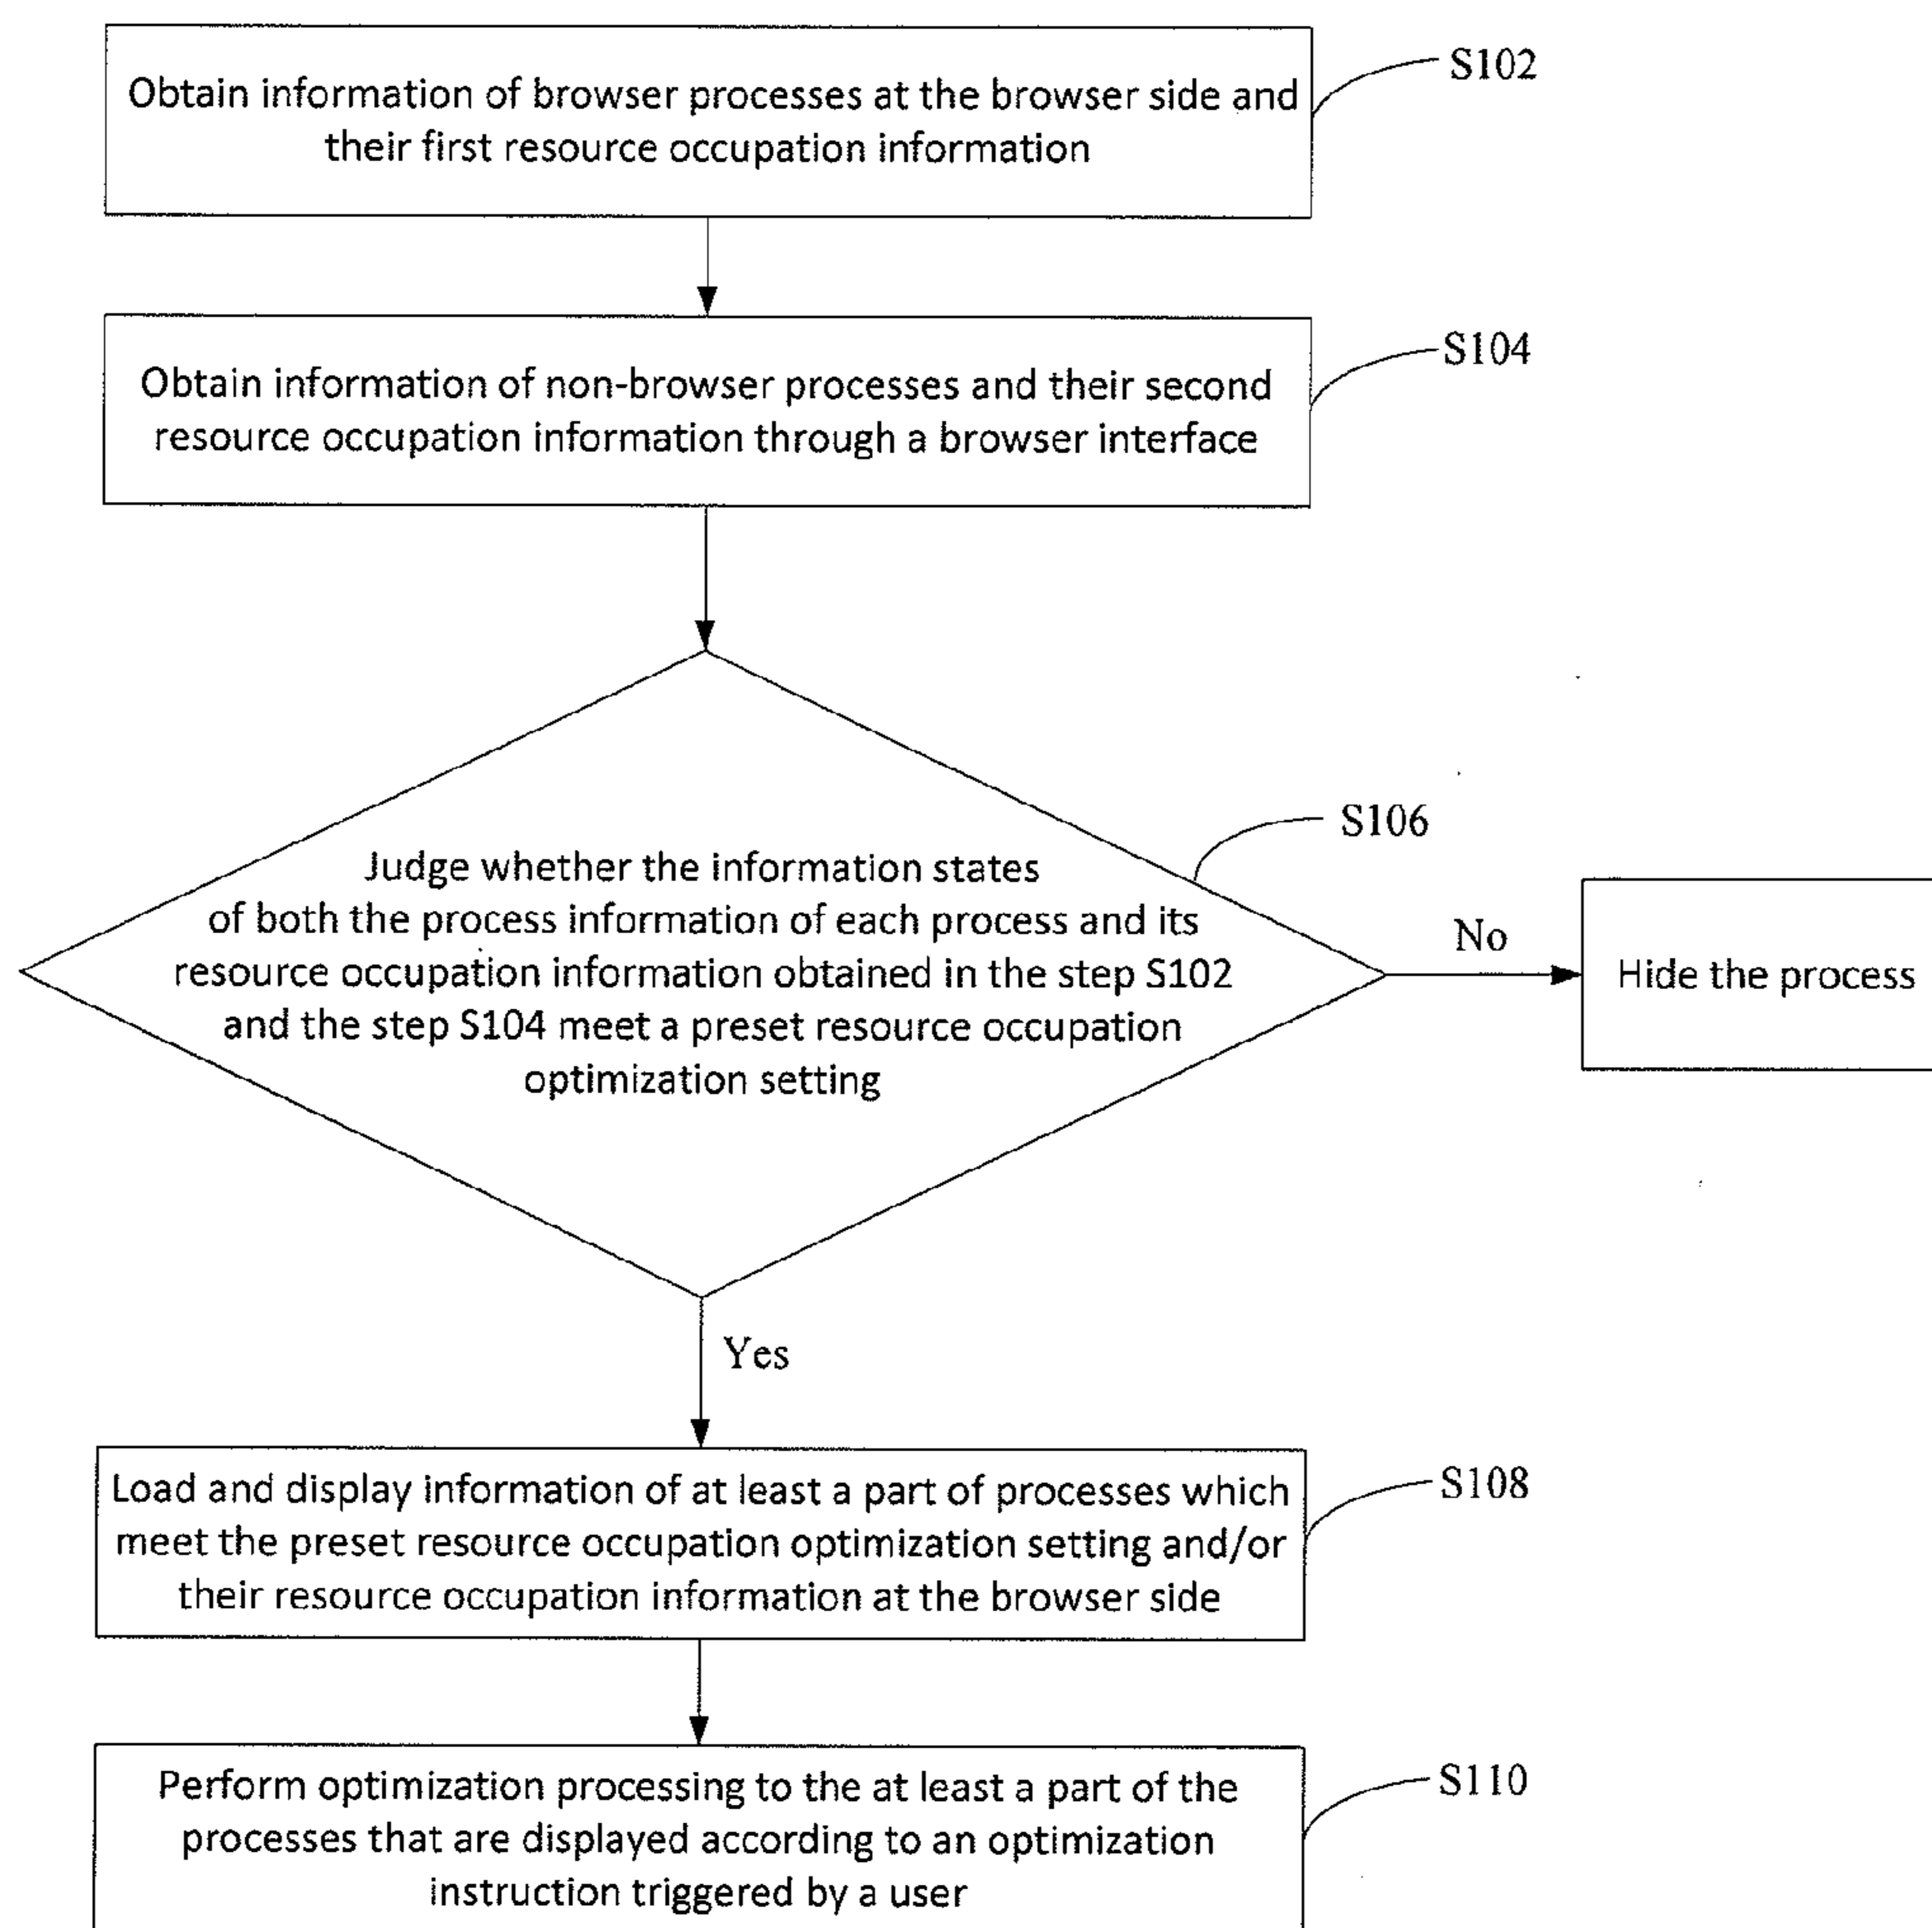 Obtain information of browser processes at the browser side and
their first resource occupation information
S102
Obtain information of non-browser processes and their second
resource occupation information through a browser interface
S104
Judge whether the information states
of both the process information of each process and its
resource occupation information obtained in the step S102
and the step S104 meet a preset resource occupation
optimization setting
S106
No
Hide the process
Yes
Load and display information of at least a part of processes which
meet the preset resource occupation optimization setting and/or
their resource occupation information at the browser side
S108
Perform optimization processing to the at least a part of the
processes that are displayed according to an optimization
instruction triggered by a user
S110